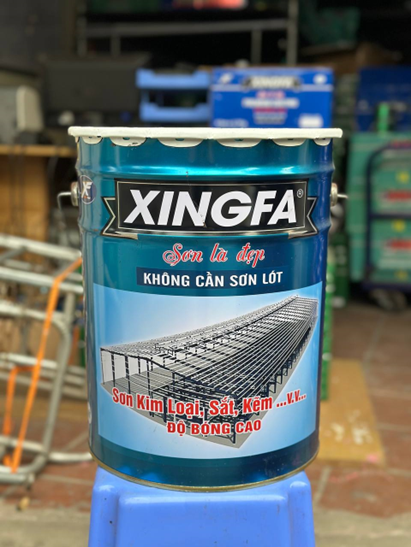 XINGFA®
Sơn là đẹp
KHÔNG CẦN SƠN LÓT
Sơn Kim Loại, Sắt, Kẽm ...v.v...
ĐỘ BÓNG CAO